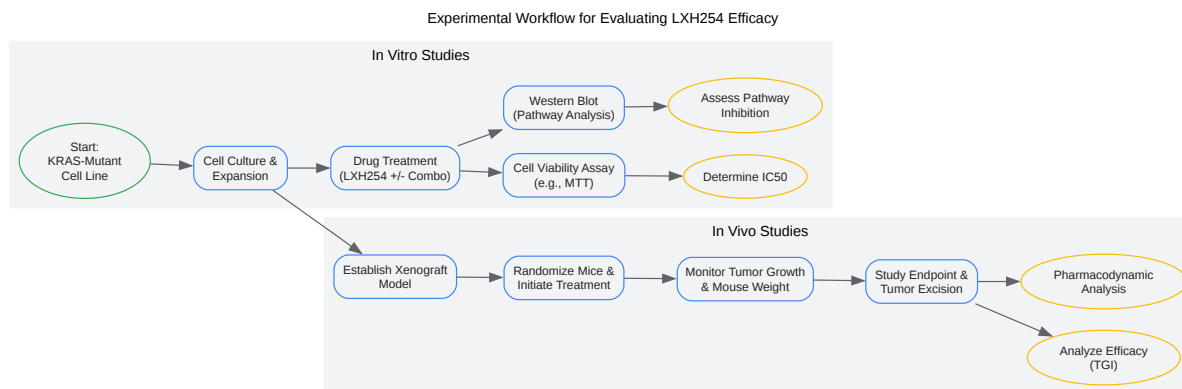 Experimental Workflow for Evaluating LXH254 Efficacy
In Vitro Studies
Start:
KRAS-Mutant
Cell Line
Cell Culture &
Expansion
Drug Treatment
(LXH254 +/- Combo)
Western Blot
(Pathway Analysis)
Assess Pathway
Inhibition
Cell Viability Assay
(e.g., MTT)
Determine IC50
In Vivo Studies
Establish Xenograft
Model
Randomize Mice &
Initiate Treatment
Monitor Tumor Growth
& Mouse Weight
Study Endpoint &
Tumor Excision
Pharmacodynamic
Analysis
Analyze Efficacy
(TGI)